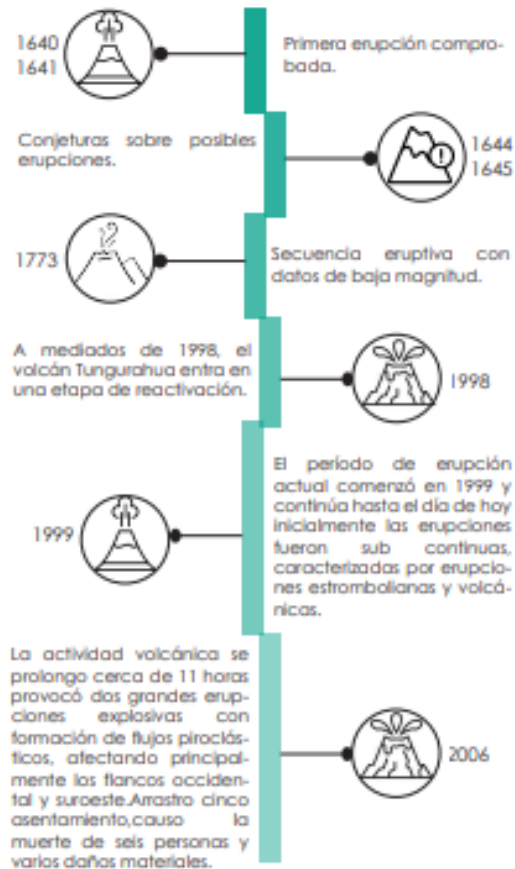 1640
1641
Primera erupción compro-
bada.
Conjeturas sobre posibles
erupciones.
1644
1645
1773
Secuencia eruptiva con
datos de baja magnitud.
A mediados de 1998, el
volcán Tungurahua entra en
una etapa de reactivación.
1998
El período de erupción
actual comenzó en 1999 y
continúa hasta el día de hoy
inicialmente las erupciones
fueron sub continuas,
caracterizadas por erupcio-
nes estrombolianas y volcá-
nicas.
1999
La actividad volcánica se
prolongo cerca de 11 horas
provocó dos grandes erup-
ciones explosivas con
formación de flujos piroclás-
ticos, afectando principal-
mente los flancos occiden-
tal y suroeste.Arrastro cinco
asentamiento,causo la
muerte de seis personas y
varios daños materiales.
2006